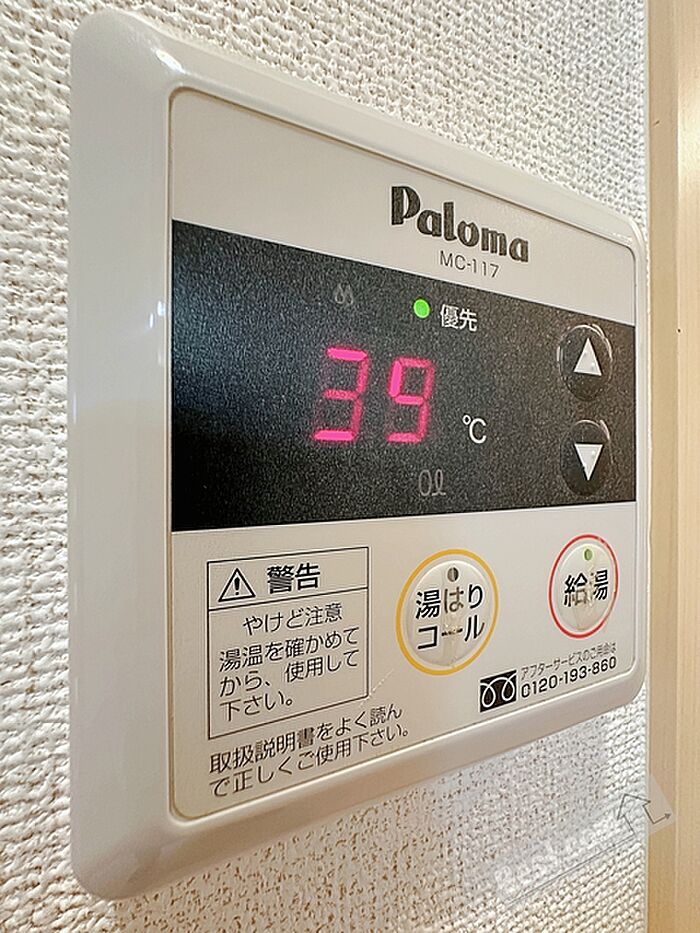 Paloma
MC-117
優先
39 ℃
0ℓ
警告
やけど注意
湯温を確かめて
から、使用して
下さい。
取扱説明書をよく読ん
で正しくご使用下さい。
湯はり
コール
給湯
アフターサービスのご用命は
0120-193-860